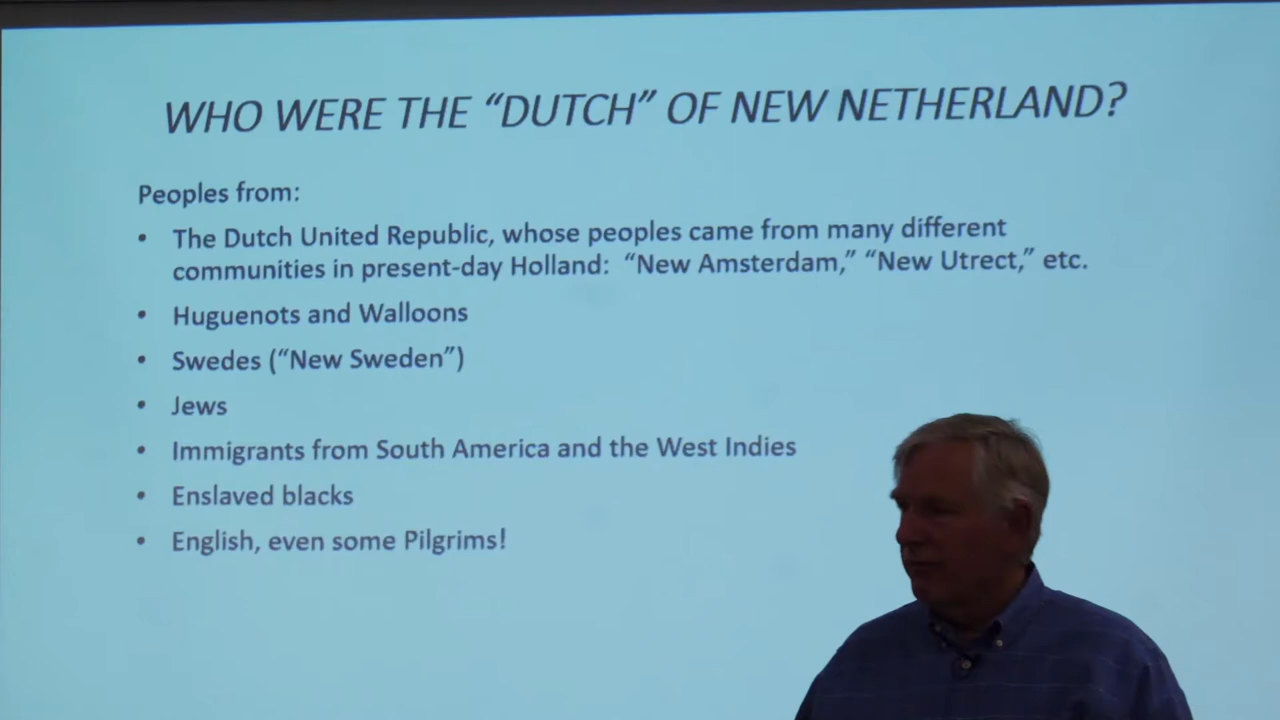 WHO WERE THE “DUTCH” OF NEW NETHERLAND?
Peoples from:
• The Dutch United Republic, whose peoples came from many different
communities in present-day Holland: “New Amsterdam,” “New Utrect,” etc.
• Huguenots and Walloons
• Swedes (“New Sweden”)
• Jews
• Immigrants from South America and the West Indies
• Enslaved blacks
• English, even some Pilgrims!